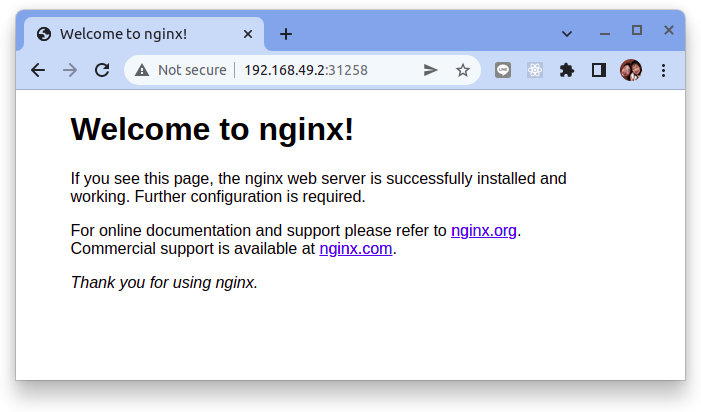 Welcome to nginx!
Not secure
192.168.49.2:31258
Welcome to nginx!
If you see this page, the nginx web server is successfully installed and
working. Further configuration is required.
For online documentation and support please refer to nginx.org.
Commercial support is available at nginx.com.
Thank you for using nginx.